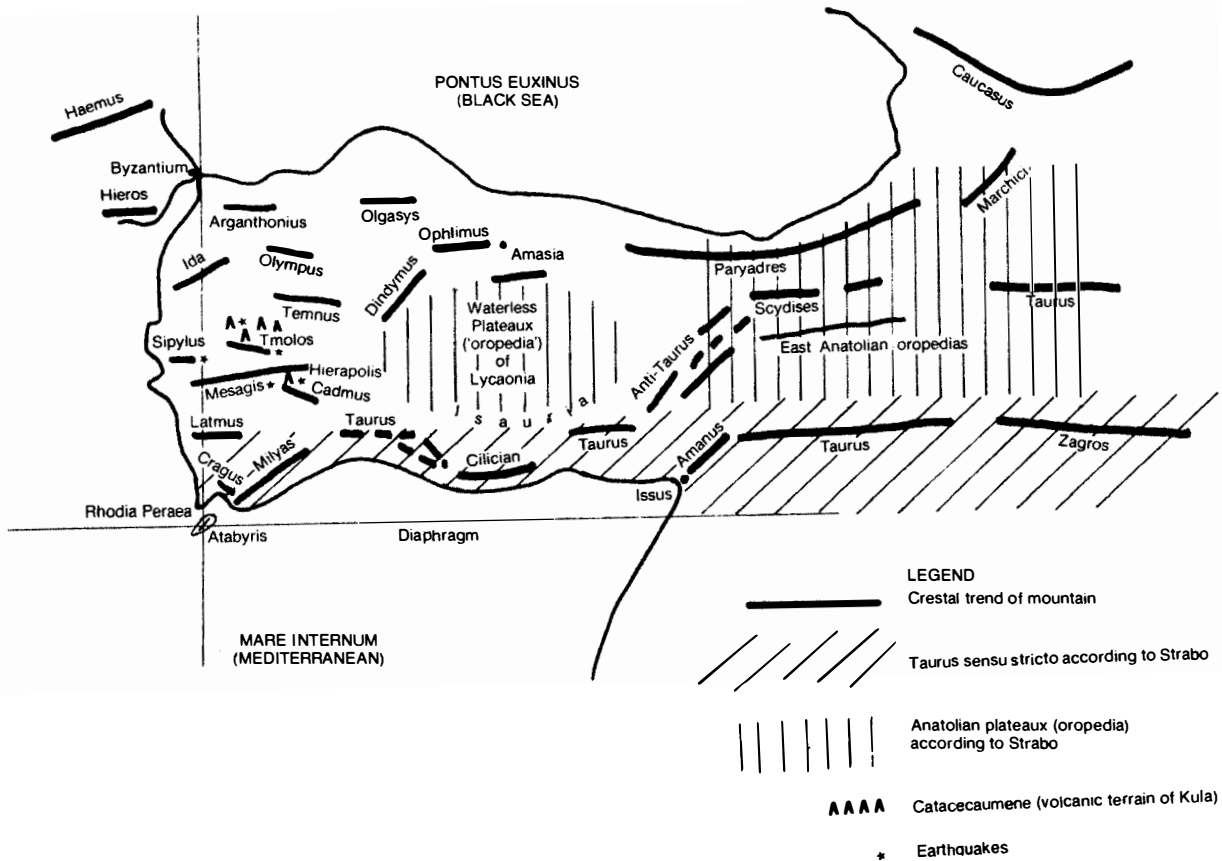 PONTUS EUXINUS
(BLACK SEA)
Caucasus
Haemus
Byzantium
Hieros
Marchici
Arganthonius
Olgasys
Ophlimus
Amasia
Ida
Olympus
Dindymus
Paryadres
Temnus
Waterless
Plateaux
('oropedia')
of
Lycaonia
Scydises
Taurus
Sipylus
Tmolos
Anti-Taurus
East Anatolian oropedias
Hierapolis
Mesagis
Cadmus
Isauria
Latmus
Taurus
Taurus
Amanus
Taurus
Zagros
Cragus
Milyas
Cilician
Issus
Rhodia Peraea
Atabyris
Diaphragm
MARE INTERNUM
(MEDITERRANEAN)
LEGEND
Crestal trend of mountain
Taurus sensu stricto according to Strabo
Anatolian plateaux (oropedia)
according to Strabo
Catacecaumene (volcanic terrain of Kula)
Earthquakes